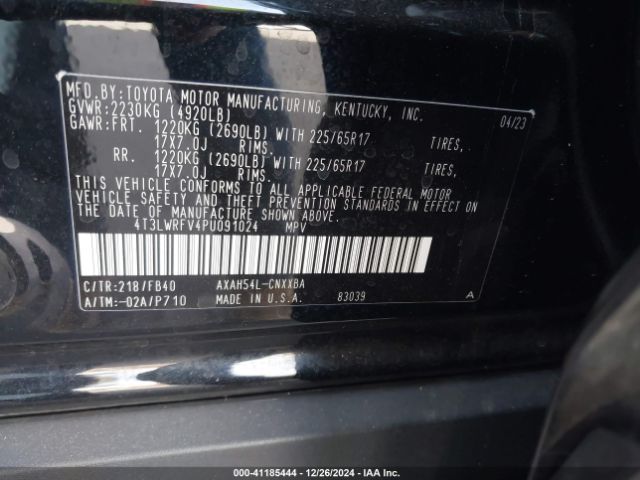 MFD.BY:TOYOTA MOTOR MANUFACTURING, KENTUCKY, INC.
GVWR:2230KG (4920LB) 04/23
GAWR:FRT. 1220KG (2690LB) WITH 225/65R17 TIRES,
17X7.0J RIMS.
RR. 1220KG (2690LB) WITH 225/65R17 TIRES,
17X7.0J RIMS.
THIS VEHICLE CONFORMS TO ALL APPLICABLE FEDERAL MOTOR
VEHICLE SAFETY AND THEFT PREVENTION STANDARDS IN EFFECT ON
THE DATE OF MANUFACTURE SHOWN ABOVE.
4T3LWRFV4PU091024 MPV
C/TR:218/FB40 AXAH54L-CNXXBA
A/TM:-02A/P710 MADE IN U.S.A. 83039 A
000-41185444 - 12/26/2024 - IAA Inc.